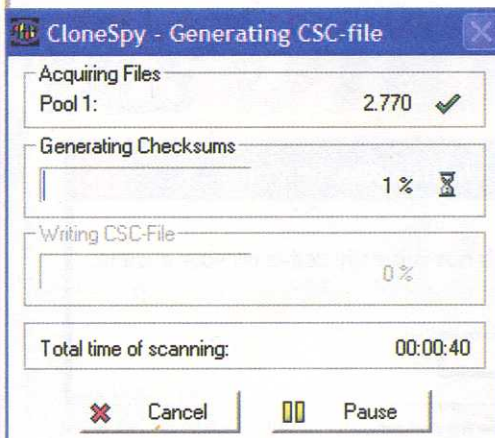 CloneSpy - Generating CSC-file
Acquiring Files
Pool 1: 2.770
Generating Checksums
1 %
Writing CSC-File
0 %
Total time of scanning: 00:00:40
Cancel Pause